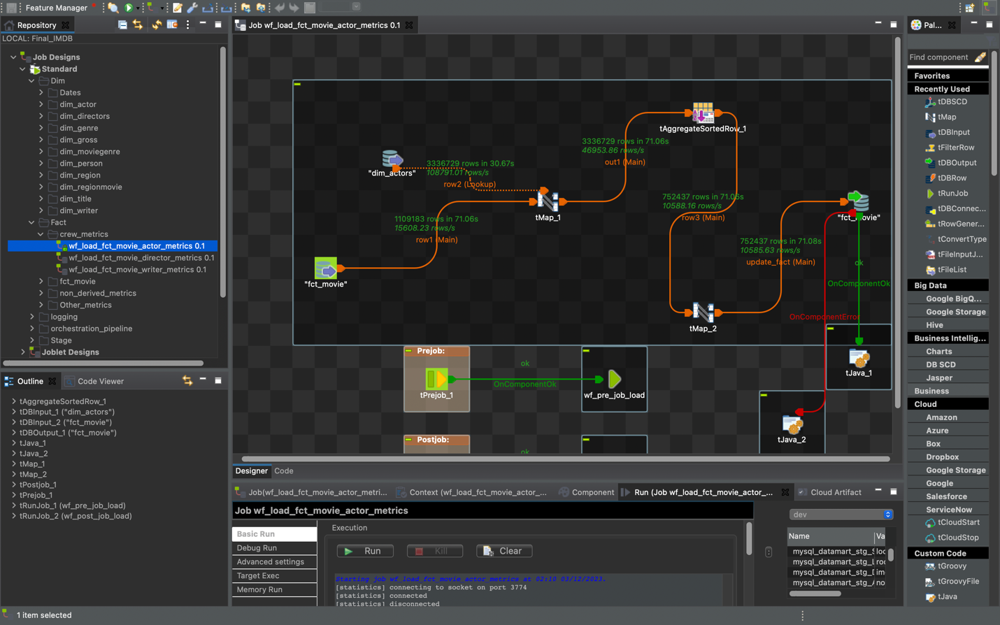 Feature Manager
Repository
LOCAL: Final_IMDB
Job Designs
Standard
Dim
Dates
dim_actor
dim_directors
dim_genre
dim_gross
dim_moviegenre
dim_person
dim_region
dim_regionmovie
dim_title
dim_writer
Fact
crew_metrics
wf_load_fct_movie_actor_metrics 0.1
wf_load_fct_movie_director_metrics 0.1
wf_load_fct_movie_writer_metrics 0.1
fct_movie
non_derived_metrics
Other_metrics
logging
orchestration_pipeline
Stage
Joblet Designs
Outline
Code Viewer
tAggregateSortedRow_1
tDBInput_1 ("dim_actors")
tDBInput_2 ("fct_movie")
tDBOutput_1 ("fct_movie")
tJava_1
tJava_2
tMap_1
tMap_2
tPostjob_1
tPrejob_1
tRunJob_1 (wf_pre_job_load)
tRunJob_2 (wf_post_job_load)
1 item selected
Job wf_load_fct_movie_actor_metrics 0.1
tAggregateSortedRow_1
3336729 rows in 71.06s
46953.86 rows/s
out1 (Main)
"dim_actors"
3336729 rows in 30.67s
108791.01 rows/s
row2 (Lookup)
tMap_1
1109183 rows in 71.06s
15608.23 rows/s
row1 (Main)
"fct_movie"
752437 rows in 71.06s
10588.16 rows/s
row3 (Main)
"fct_movie"
752437 rows in 71.08s
10585.63 rows/s
update_fact (Main)
ok
OnComponentOk
OnComponentError
tMap_2
tJava_1
Prejob:
tPrejob_1
ok
OnComponentOk
wf_pre_job_load
tJava_2
Postjob:
ok
Designer
Code
Job(wf_load_fct_movie_actor_metri...
Context (wf_load_fct_movie_actor_...
Component
Run (Job wf_load_fct_movie_actor_...
Cloud Artifact
Job wf_load_fct_movie_actor_metrics
Basic Run
Debug Run
Advanced settings
Target Exec
Memory Run
Execution
Run
Kill
Clear
Starting job wf_load_fct_movie_actor_metrics at 02:10 03/12/2023.
[statistics] connecting to socket on port 3774
[statistics] connected
[statistics] disconnected
dev
Name
Va
mysql_datamart_stg_S
loc
mysql_datamart_stg_L
roc
mysql_datamart_stg_D
im
mysql_datamart_stg_A
no
Pal...
Find component
Favorites
Recently Used
tDBSCD
tMap
tDBInput
tFilterRow
tDBOutput
tDBRow
tRunJob
tDBConnec...
tRowGener...
tConvertType
tFileInputJ...
tFileList
Big Data
Google BigQ...
Google Storage
Hive
Business Intellig...
Charts
DB SCD
Jasper
Business
Cloud
Amazon
Azure
Box
Dropbox
Google Storage
Google
Salesforce
ServiceNow
tCloudStart
tCloudStop
Custom Code
tGroovy
tGroovyFile
tJava